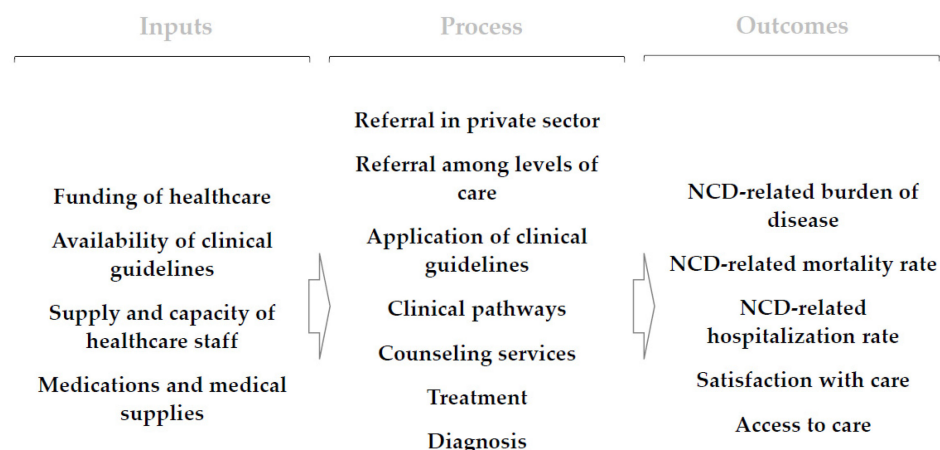 Inputs
Process
Outcomes
Funding of healthcare
Availability of clinical
guidelines
Supply and capacity of
healthcare staff
Medications and medical
supplies
Referral in private sector
Referral among levels of
care
Application of clinical
guidelines
Clinical pathways
Counseling services
Treatment
Diagnosis
NCD-related burden of
disease
NCD-related mortality rate
NCD-related
hospitalization rate
Satisfaction with care
Access to care